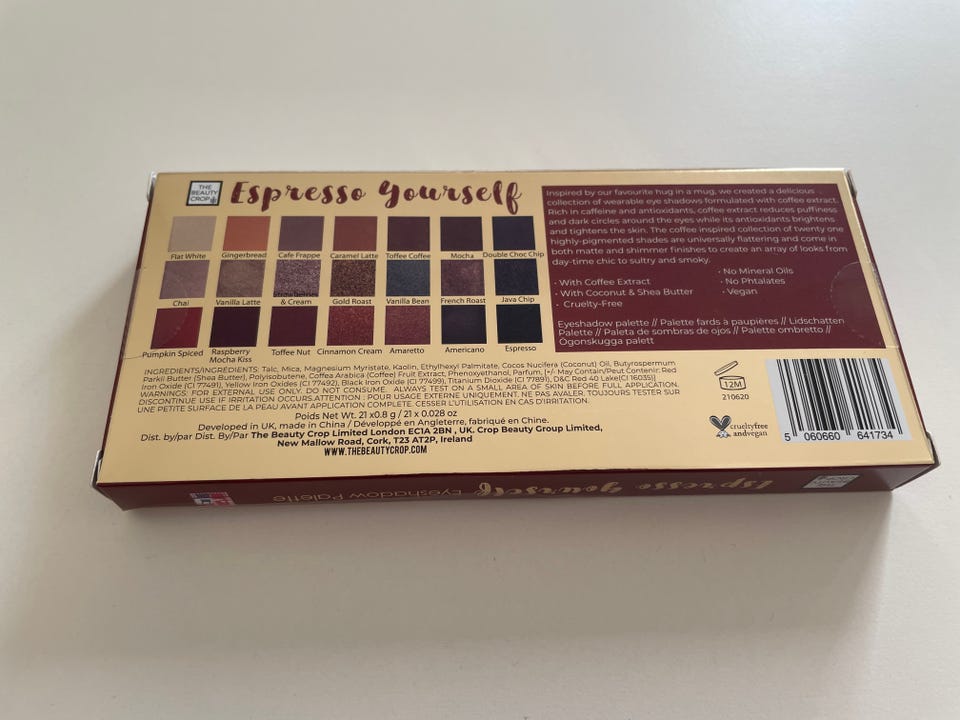 THE
BEAUTY
CROP
Espresso Yourself
Flat White
Gingerbread
Cafe Frappe
Caramel Latte
Toffee Coffee
Mocha
Double Choc Chip
Chai
Vanilla Latte
& Cream
Gold Roast
Vanilla Bean
French Roast
Java Chip
Pumpkin Spiced
Raspberry
Mocha Kiss
Toffee Nut
Cinnamon Cream
Amaretto
Americano
Espresso
Inspired by our favourite hug in a mug, we created a delicious
collection of wearable eye shadows formulated with coffee extract.
Rich in caffeine and antioxidants, coffee extract reduces puffiness
and dark circles around the eyes while its antioxidants brightens
and tightens the skin. The coffee inspired collection of twenty one
highly-pigmented shades are universally flattering and come in
both matte and shimmer finishes to create an array of looks from
day-time chic to sultry and smoky.
· With Coffee Extract
· With Coconut & Shea Butter
· Cruelty-Free
· No Mineral Oils
· No Phtalates
· Vegan
Eyeshadow palette // Palette fards à paupières // Lidschatten
Palette // Paleta de sombras de ojos // Palette ombretto //
Ögonskugga palett
INGREDIENTS/INGRÉDIENTS: Talc, Mica, Magnesium Myristate, Kaolin, Ethylhexyl Palmitate, Cocos Nucifera (Coconut) Oil, Butyrospermum
Parkii Butter (Shea Butter), Polyisobutene, Coffea Arabica (Coffee) Fruit Extract, Phenoxyethanol, Parfum, [+/- May Contain/Peut Contenir: Red
Iron Oxide (CI 77491), Yellow Iron Oxides (CI 77492), Black Iron Oxide (CI 77499), Titanium Dioxide (CI 77891), D&C Red 40 Lake(CI 16035)]
WARNINGS: FOR EXTERNAL USE ONLY. DO NOT INGEST. ALWAYS TEST ON A SMALL AREA OF SKIN BEFORE FULL APPLICATION.
DISCONTINUE USE IF IRRITATION OCCURS.ATTENTION : POUR USAGE EXTERNE UNIQUEMENT. NE PAS AVALER. TOUJOURS TESTER SUR
UNE PETITE SURFACE DE LA PEAU AVANT APPLICATION COMPLETE. CESSER L'UTILISATION EN CAS D'IRRITATION.
Poids Net Wt. 21 x0.8 g / 21 x 0.028 oz
Developed in UK, made in China / Développé en Angleterre, fabriqué en Chine.
Dist. by/par Dist. By/Par The Beauty Crop Limited London EC1A 2BN , UK. Crop Beauty Group Limited,
New Mallow Road, Cork, T23 AT2P, Ireland
WWW.THEBEAUTYCROP.COM
12M
210620
crueltyfree
andvegan
5 060660 641734
Espresso Yourself Eyeshadow Palette